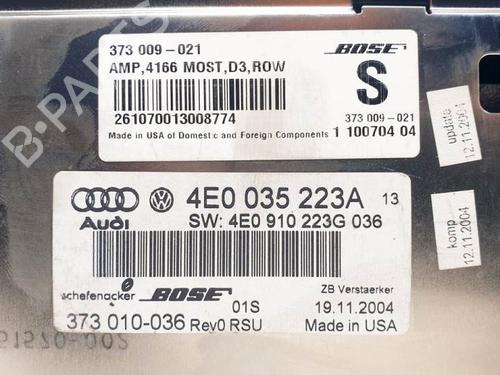 373 009-021
BOSE
AMP,4166 MOST,D3,ROW
S
261070013008774
373 009-021
Made in USA of Domestic and Foreign Components
1 100704 04
updata
12.11.2004
4E0 035 223A 13
Audi
SW: 4E0 910 223G 036
komp
12.11.2004
schefenacker
BOSE
01S
ZB Verstaerker
19.11.2004
373 010-036 Rev0 RSU
Made in USA
B-PARTS